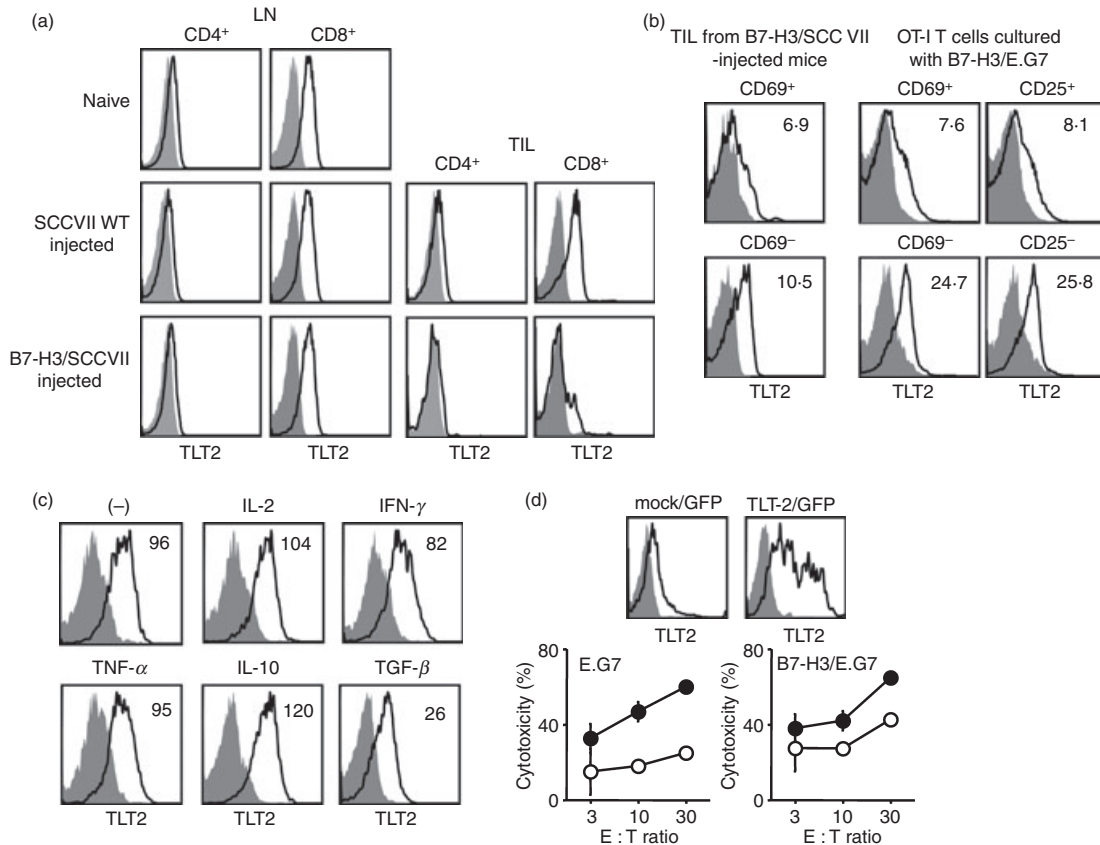 (a)
LN
CD4+
CD8+
Naive
TIL
CD4+
CD8+
SCCVII WT
injected
B7-H3/SCCVII
injected
TLT2
TLT2
TLT2
TLT2
(b)
TIL from B7-H3/SCC VII
-injected mice
OT-I T cells cultured
with B7-H3/E.G7
CD69+
CD69+
CD25+
6·9
7·6
8·1
CD69−
CD69−
CD25−
10·5
24·7
25·8
TLT2
TLT2
TLT2
(c)
(–)
IL-2
IFN-γ
96
104
82
TNF-α
IL-10
TGF-β
95
120
26
TLT2
TLT2
TLT2
(d)
mock/GFP
TLT-2/GFP
TLT2
TLT2
Cytotoxicity (%)
80
40
0
E.G7
3
10
30
E : T ratio
Cytotoxicity (%)
80
40
0
B7-H3/E.G7
3
10
30
E : T ratio